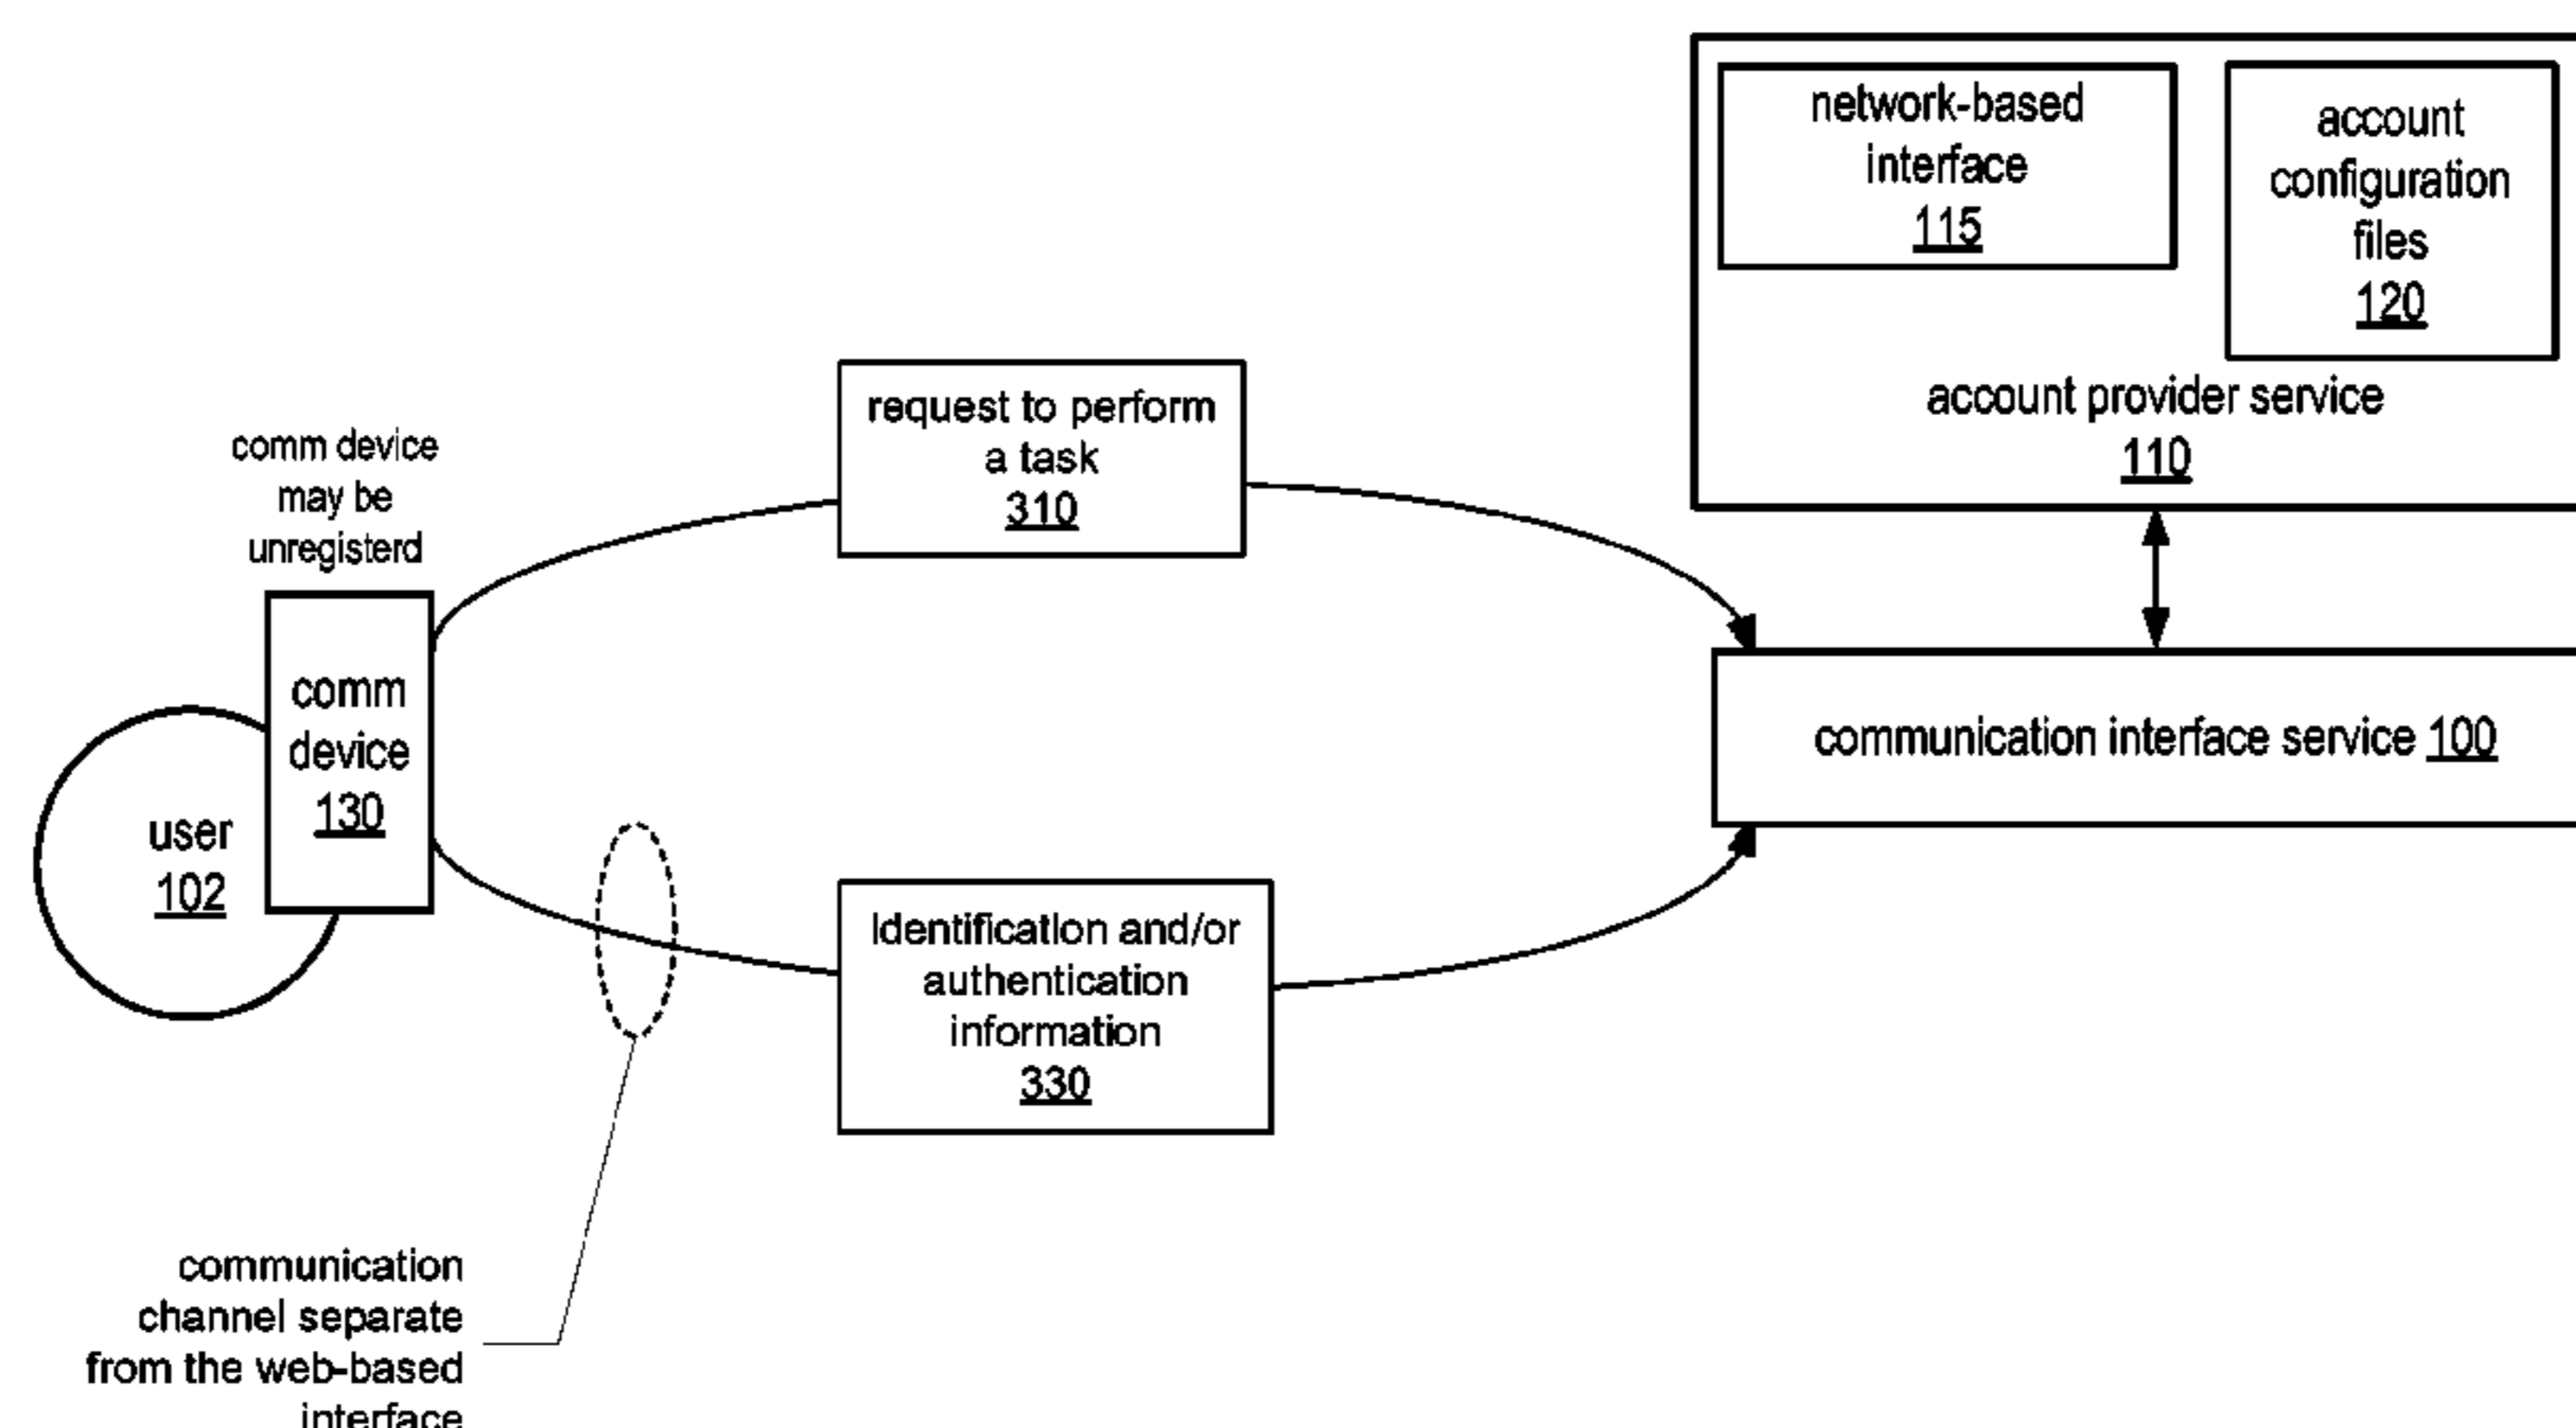 network-based
interface
115
account
configuration
files
120
account provider service
110
request to perform
a task
310
comm device
may be
unregisterd
comm
device
130
user
102
communication interface service 100
Identification and/or
authentication
information
330
communication
channel separate
from the web-based
interface